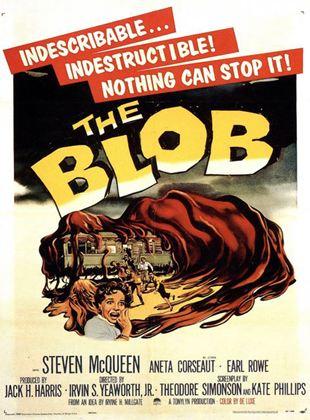 INDESCRIBABLE...
INDESTRUCTIBLE!
NOTHING CAN STOP IT!
THE
BLOB
STEVEN McQUEEN ANETA CORSEAUT · EARL ROWE
PRODUCED BY DIRECTED BY SCREENPLAY BY
JACK H. HARRIS · IRVIN S. YEAWORTH, JR. · THEODORE SIMONSON AND KATE PHILLIPS
FROM AN IDEA BY IRVINE H. MILLGATE A TONYLYN PRODUCTION COLOR BY DE LUXE